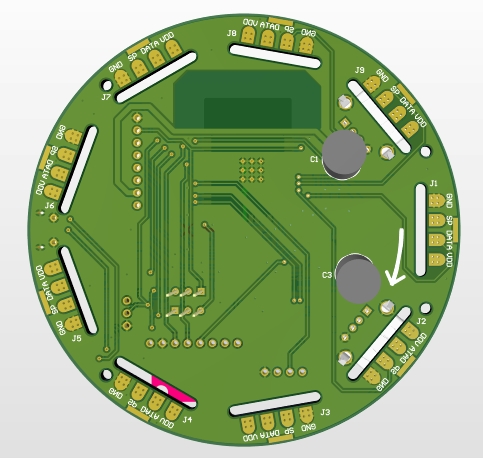 J8
VDD DATA SP GND
J9
GND SP DATA VDD
J7
GND SP DATA VDD
J6
GND SP DATA VDD
C1
J1
GND SP DATA VDD
C3
J5
GND SP DATA VDD
J2
GND SP DATA VDD
J4
GND SP DATA VDD
J3
GND SP DATA VDD